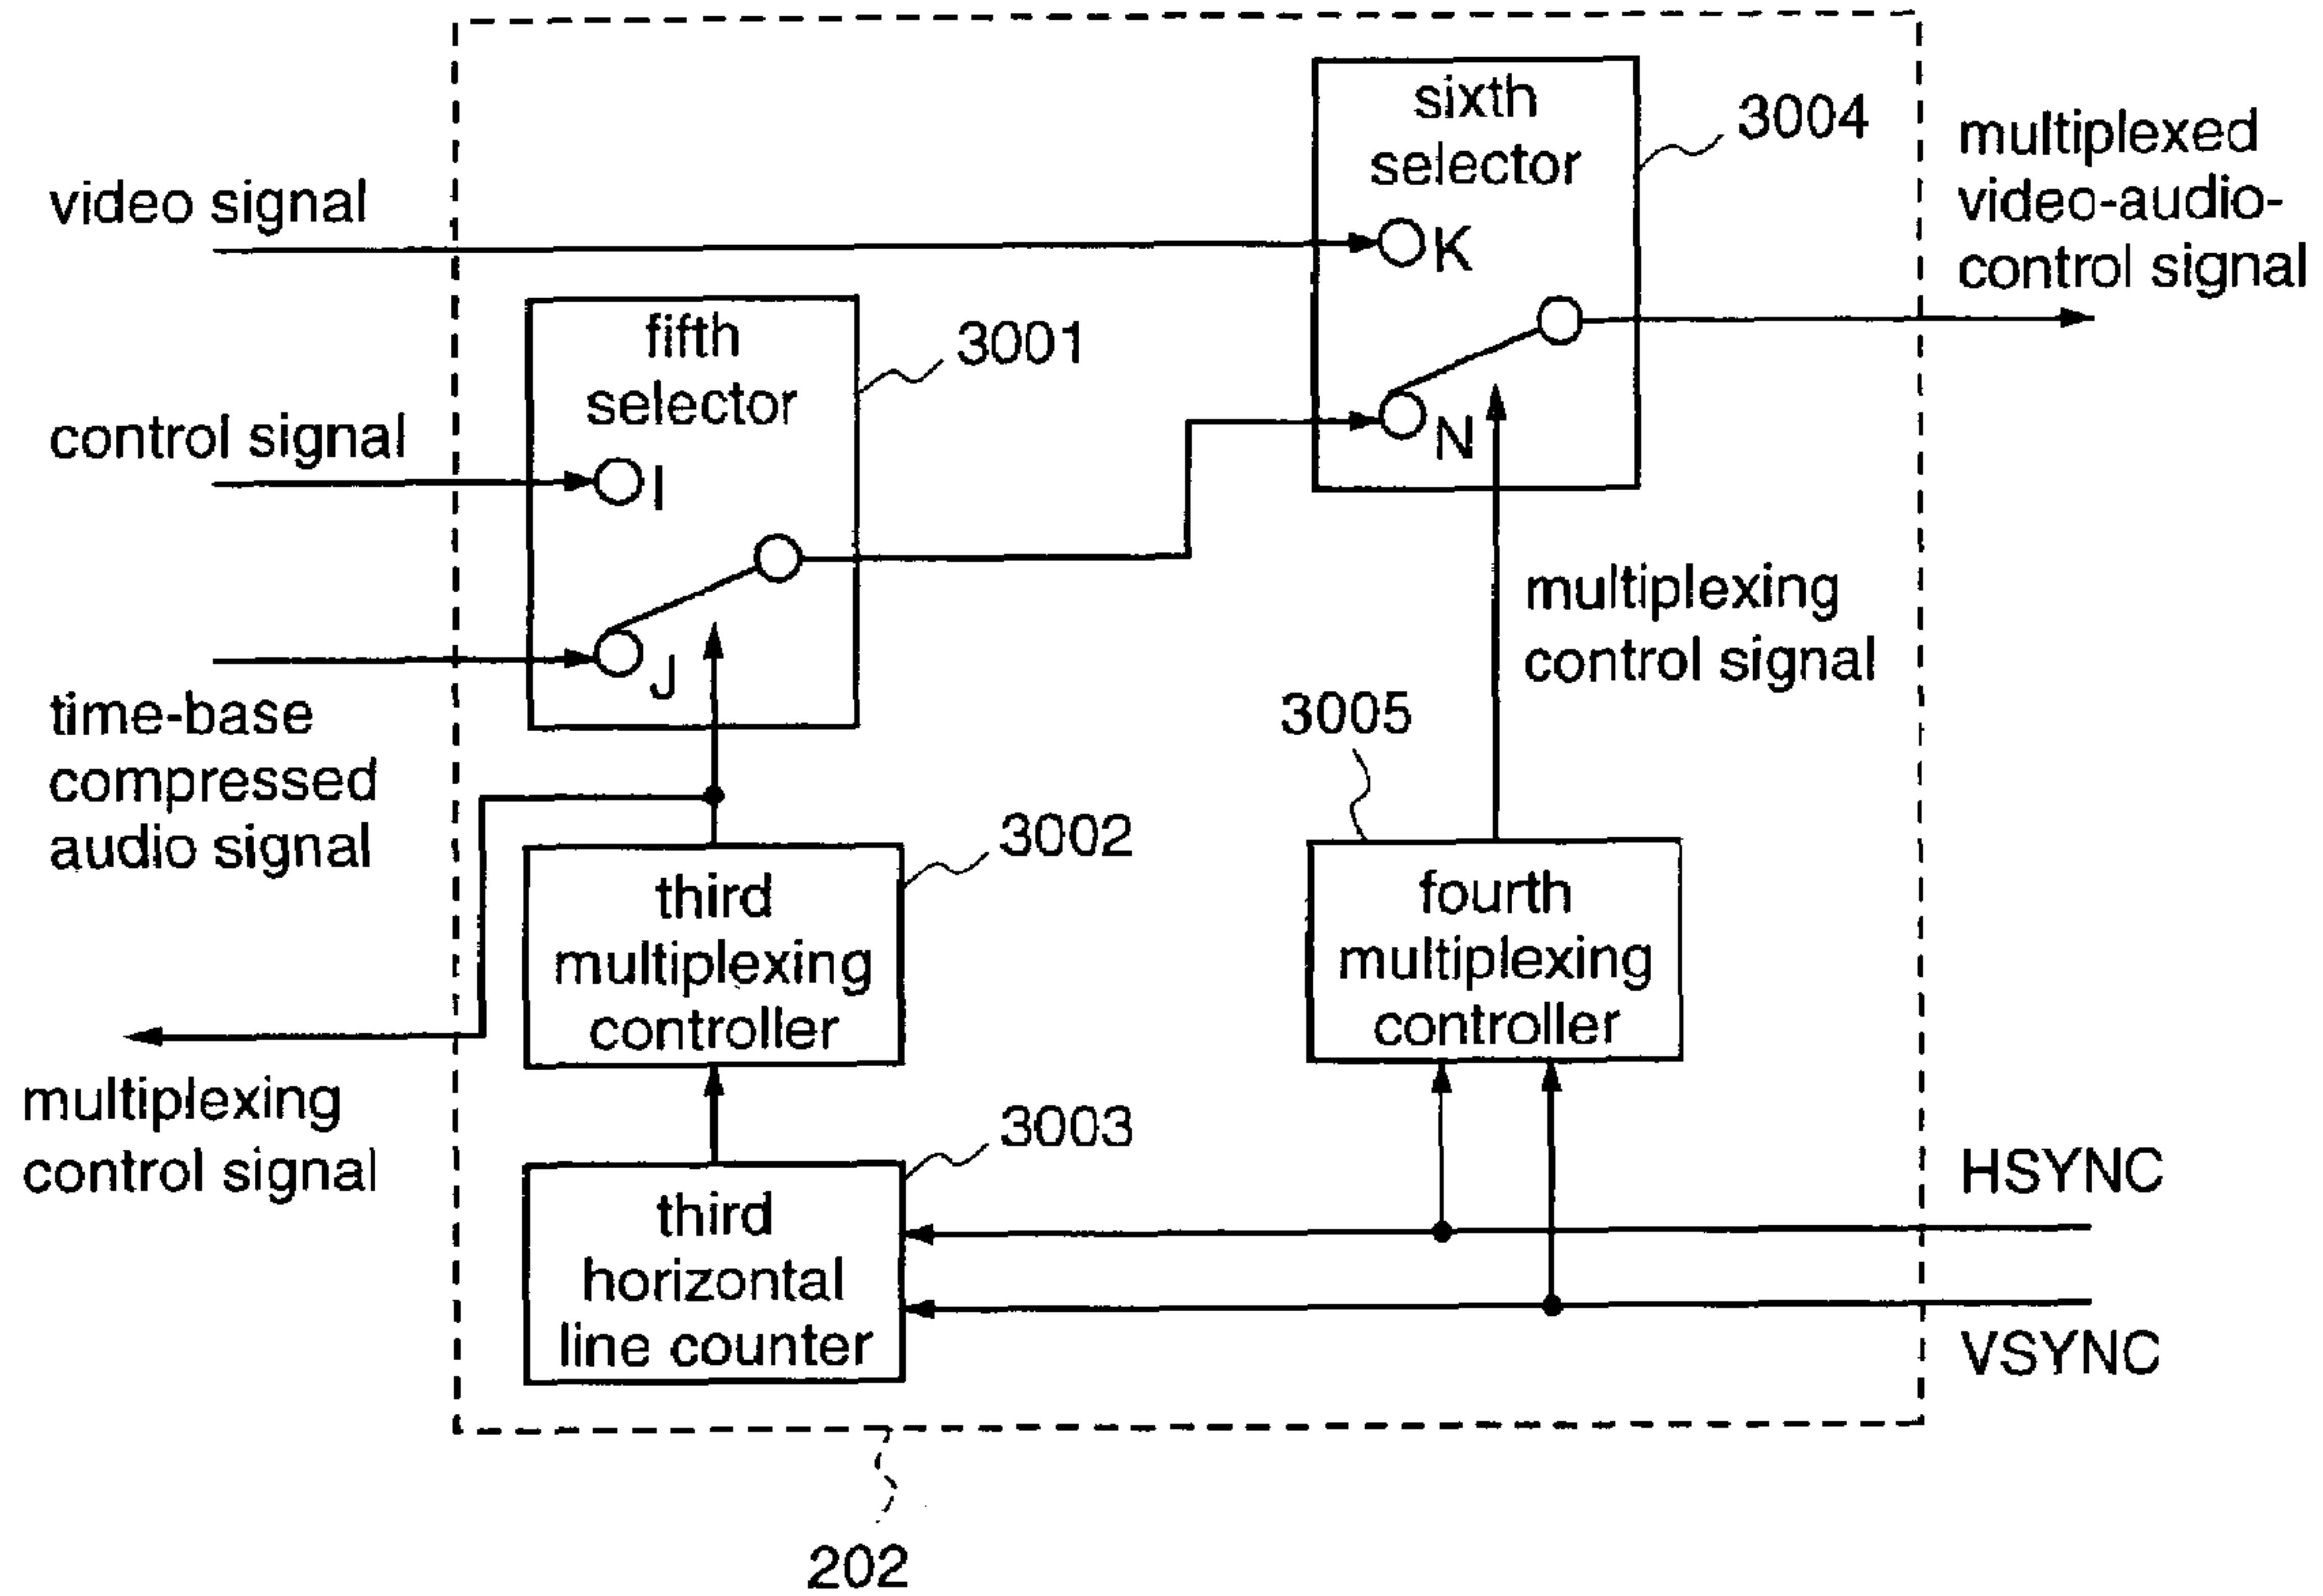 sixth
selector
3004
multiplexed
video-audio-
control signal
video signal
K
fifth
selector
3001
control signal
I
N
J
multiplexing
control signal
time-base
compressed
audio signal
3005
3002
third
multiplexing
controller
fourth
multiplexing
controller
multiplexing
control signal
3003
third
horizontal
line counter
HSYNC
VSYNC
202